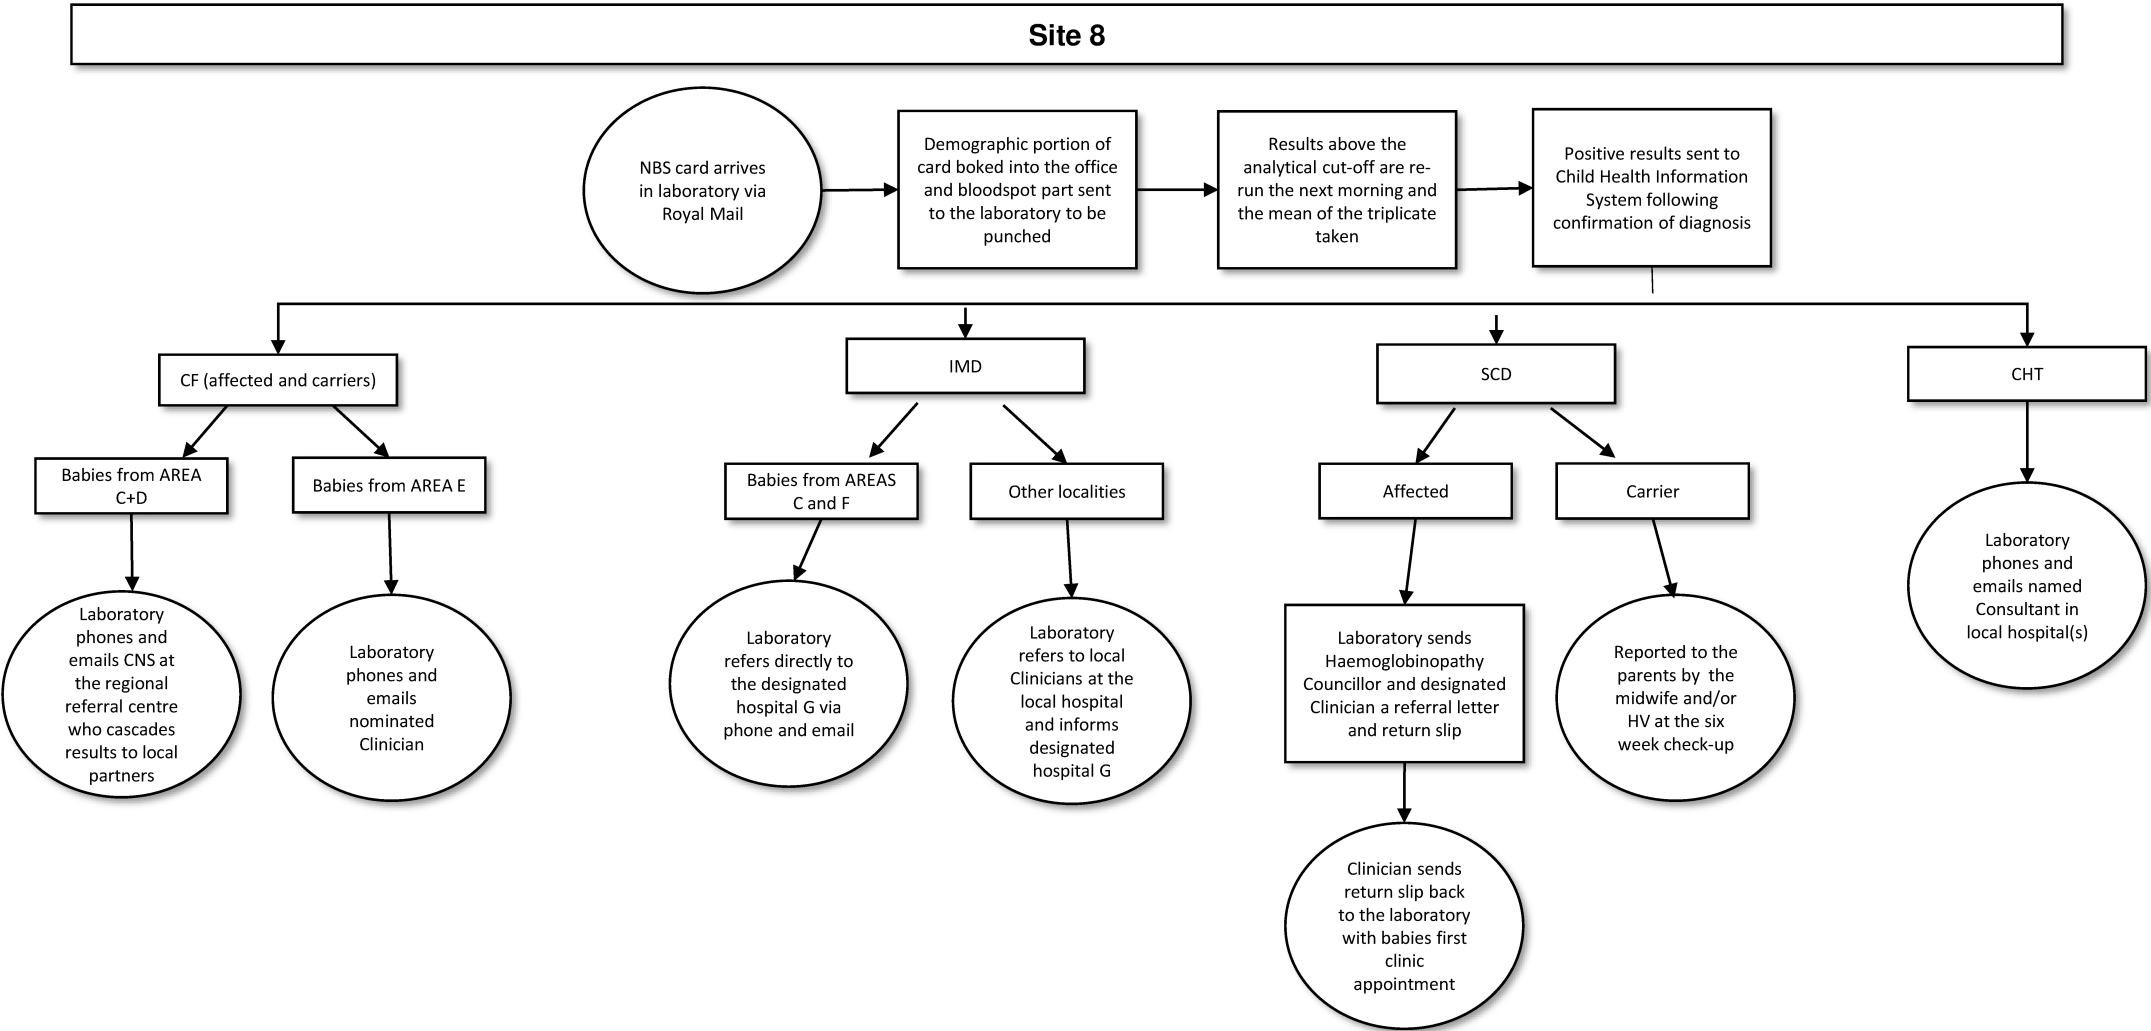 Site 8
NBS card arrives
in laboratory via
Royal Mail
Demographic portion of
card boked into the office
and bloodspot part sent
to the laboratory to be
punched
Results above the
analytical cut-off are re-
run the next morning and
the mean of the triplicate
taken
Positive results sent to
Child Health Information
System following
confirmation of diagnosis
CF (affected and carriers)
IMD
SCD
CHT
Babies from AREA
C+D
Babies from AREA E
Babies from AREAS
C and F
Other localities
Affected
Carrier
Laboratory
phones and
emails CNS at
the regional
referral centre
who cascades
results to local
partners
Laboratory
phones and
emails
nominated
Clinician
Laboratory
refers directly to
the designated
hospital G via
phone and email
Laboratory
refers to local
Clinicians at the
local hospital
and informs
designated
hospital G
Laboratory sends
Haemoglobinopathy
Councillor and designated
Clinician a referral letter
and return slip
Reported to the
parents by the
midwife and/or
HV at the six
week check-up
Laboratory
phones and
emails named
Consultant in
local hospital(s)
Clinician sends
return slip back
to the laboratory
with babies first
clinic
appointment